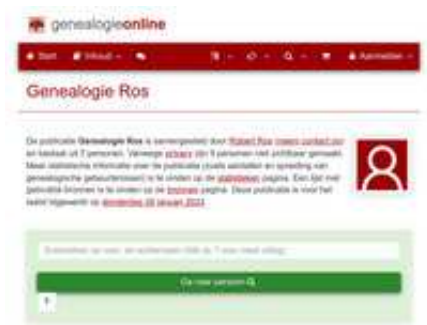 genealogieonline
Start Inhoud Aanmelden
Genealogie Ros
De publicatie Genealogie Ros is samengesteld door Robert Ros (neem contact op)
en bestaat uit 7 personen. Vanwege privacy zijn 5 personen niet zichtbaar gemaakt.
Meer statistische informatie over de publicatie (zoals aantallen en spreiding van
genealogische gebeurtenissen) is te vinden op de statistieken pagina. Een lijst met
gebruikte bronnen is te vinden op de bronnen pagina. Deze publicatie is voor het
laatst bijgewerkt op donderdag januari
Ga naar persoon